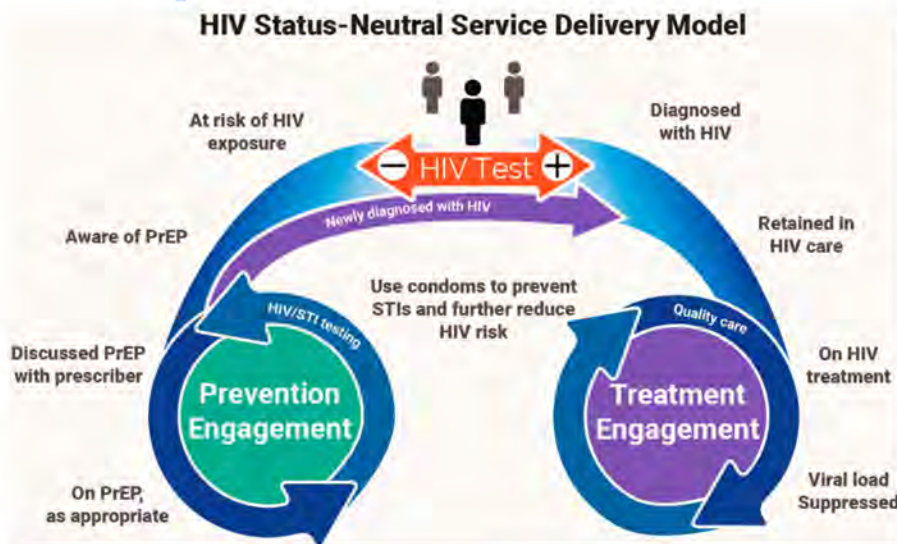 HIV Status-Neutral Service Delivery Model
At risk of HIV
exposure
Diagnosed
with HIV
− HIV Test +
Newly diagnosed with HIV
Aware of PrEP
Retained in
HIV care
Use condoms to prevent
STIs and further reduce
HIV risk
HIV/STI testing
Quality care
Discussed PrEP
with prescriber
Prevention
Engagement
Treatment
Engagement
On HIV
treatment
On PrEP,
as appropriate
Viral load
Suppressed